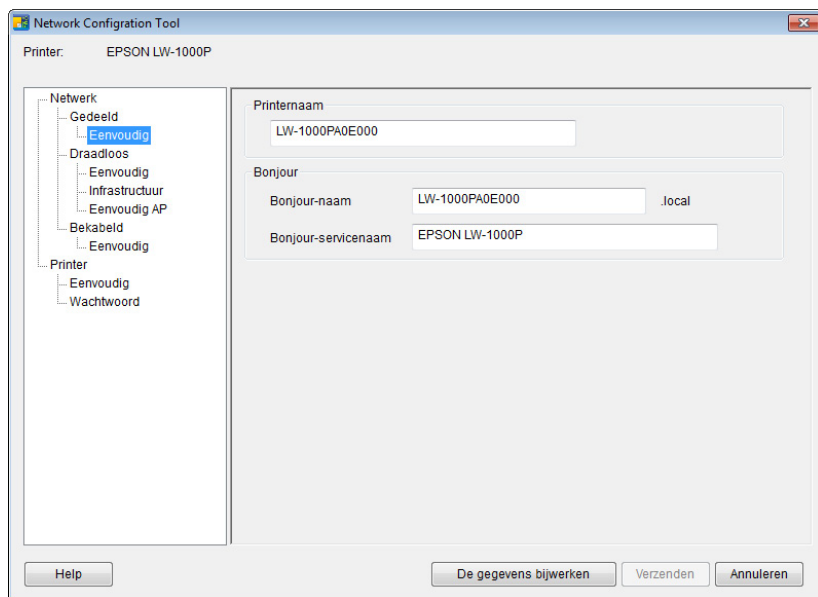 Network Configration Tool
Printer: EPSON LW-1000P
Netwerk
Gedeeld
Eenvoudig
Draadloos
Eenvoudig
Infrastructuur
Eenvoudig AP
Bekabeld
Eenvoudig
Printer
Eenvoudig
Wachtwoord
Printernaam
LW-1000PA0E000
Bonjour
Bonjour-naam LW-1000PA0E000 .local
Bonjour-servicenaam EPSON LW-1000P
Help De gegevens bijwerken Verzenden Annuleren